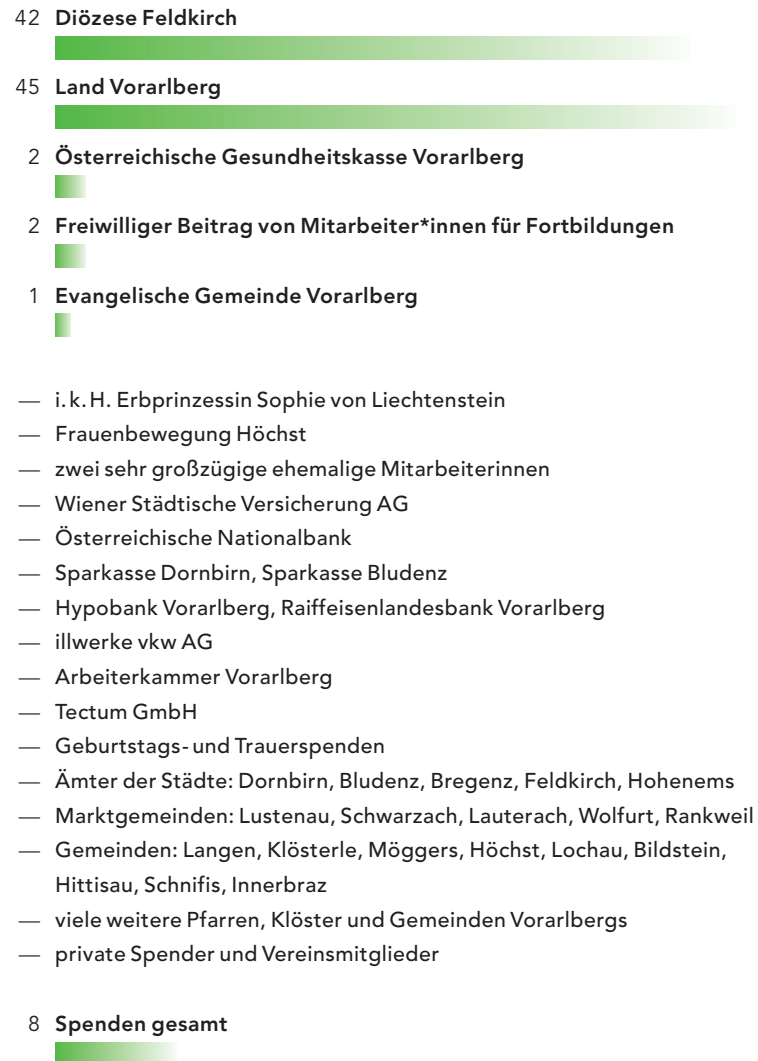 42 Diözese Feldkirch
45 Land Vorarlberg
2 Österreichische Gesundheitskasse Vorarlberg
2 Freiwilliger Beitrag von Mitarbeiter*innen für Fortbildungen
1 Evangelische Gemeinde Vorarlberg
— i.k.H. Erbprinzessin Sophie von Liechtenstein
— Frauenbewegung Höchst
— zwei sehr großzügige ehemalige Mitarbeiterinnen
— Wiener Städtische Versicherung AG
— Österreichische Nationalbank
— Sparkasse Dornbirn, Sparkasse Bludenz
— Hypobank Vorarlberg, Raiffeisenlandesbank Vorarlberg
— illwerke vkw AG
— Arbeiterkammer Vorarlberg
— Tectum GmbH
— Geburtstags- und Trauerspenden
— Ämter der Städte: Dornbirn, Bludenz, Bregenz, Feldkirch, Hohenems
— Marktgemeinden: Lustenau, Schwarzach, Lauterach, Wolfurt, Rankweil
— Gemeinden: Langen, Klösterle, Möggers, Höchst, Lochau, Bildstein,
Hittisau, Schnifis, Innerbraz
— viele weitere Pfarren, Klöster und Gemeinden Vorarlbergs
— private Spender und Vereinsmitglieder
8 Spenden gesamt